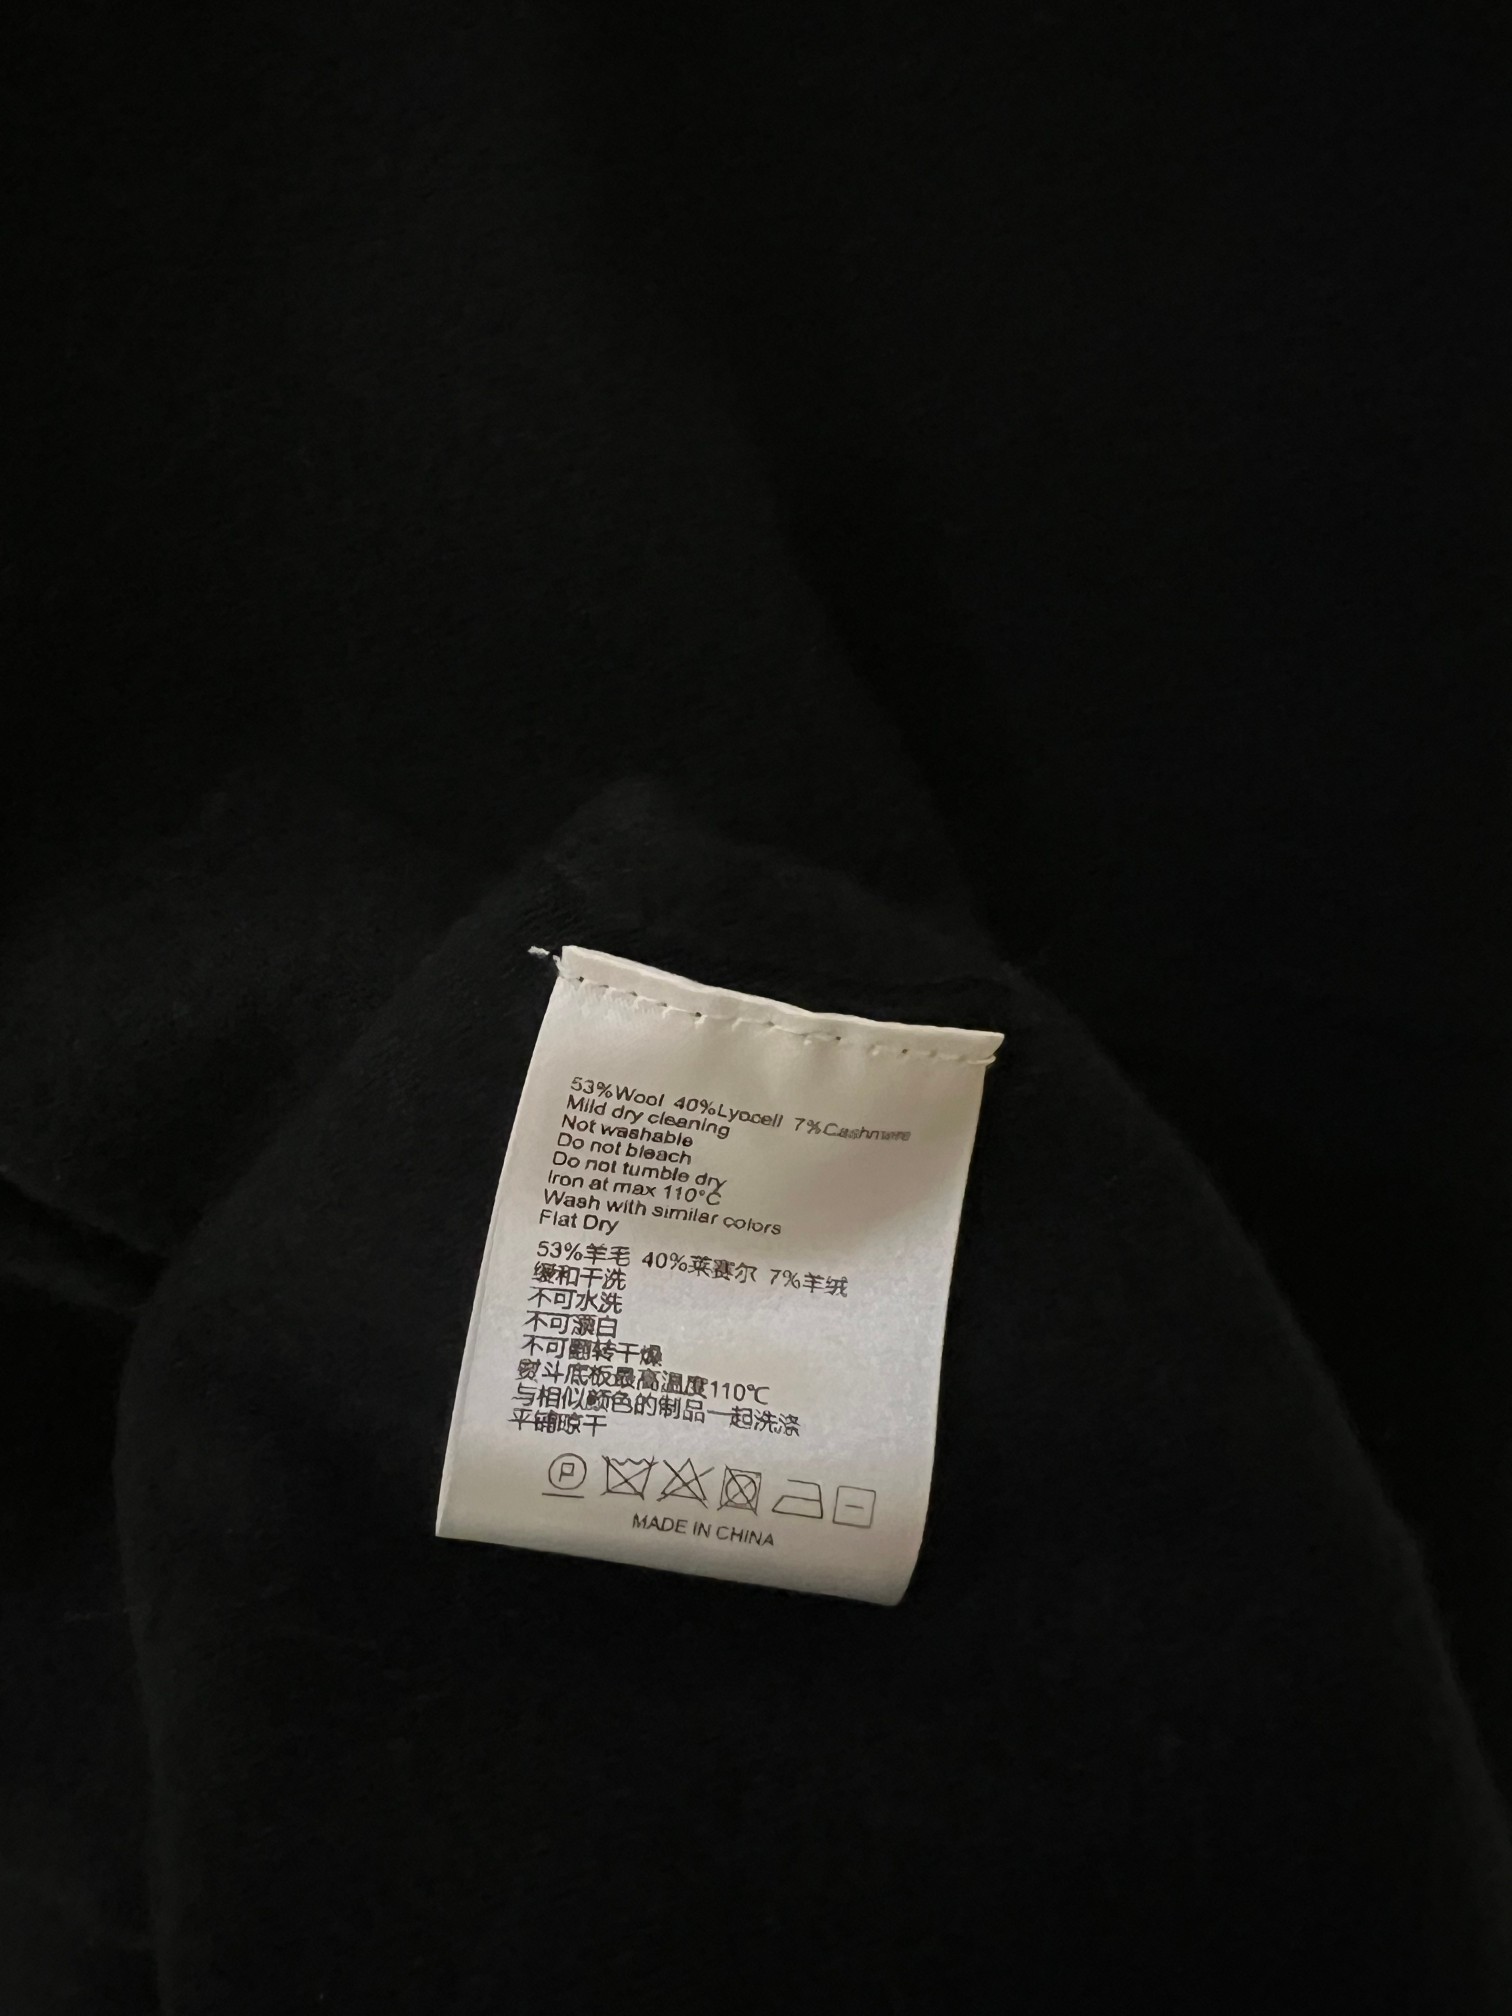 53%Wool 40%Lyocell 7%Cashmere
Mild dry cleaning
Not washable
Do not bleach
Do not tumble dry
Iron at max 110°C
Wash with similar colors
Flat Dry
53%羊毛 40%莱赛尔 7%羊绒
缓和干洗
不可水洗
不可漂白
不可翻转干燥
熨斗底板最高温度110℃
与相似颜色的制品一起洗涤
平铺晾干
P
MADE IN CHINA